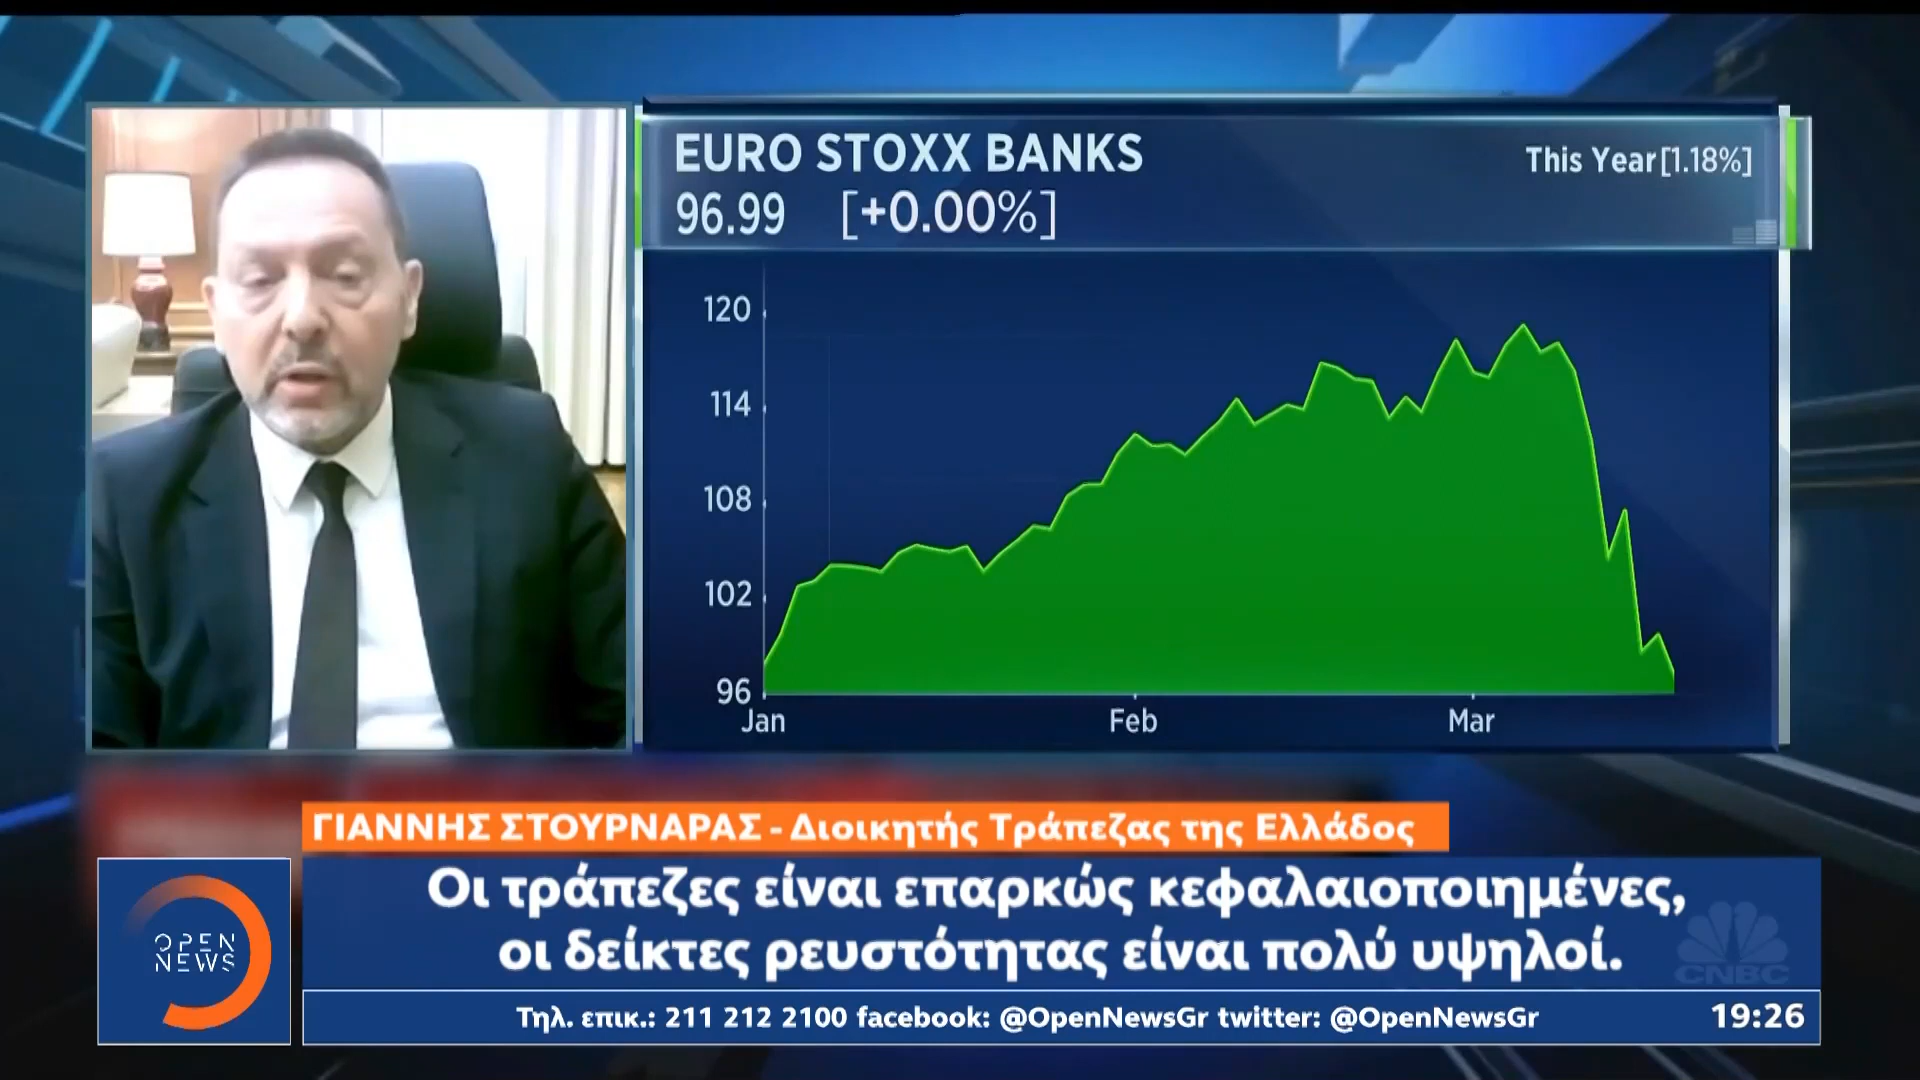 EURO STOXX BANKS
This Year[1.18%]
96.99 [+0.00%]
120
114
108
102
96
Jan Feb Mar
ΓΙΑΝΝΗΣ ΣΤΟΥΡΝΑΡΑΣ - Διοικητής Τράπεζας της Ελλάδος
Οι τράπεζες είναι επαρκώς κεφαλαιοποιημένες,
οι δείκτες ρευστότητας είναι πολύ υψηλοί.
CNBC
OPEN
NEWS
Τηλ. επικ.: 211 212 2100 facebook: @OpenNewsGr twitter: @OpenNewsGr
19:26